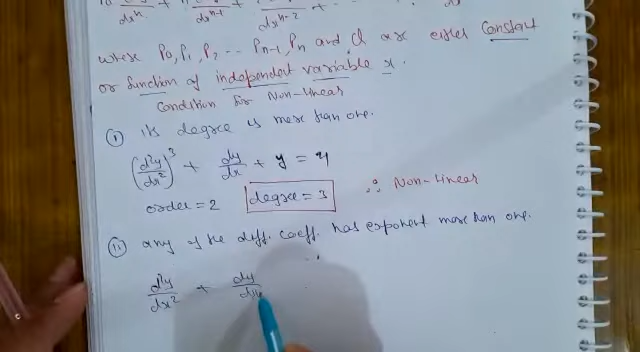 where P₀, P₁, P₂ -- Pn-1, Pn and Q are either Constant
or function of independent variable x.
Condition for Non-linear
(i) its degree is more than one.
(d²y/dx²)³ + dy/dx + y = 4
order = 2 degree = 3 ∴ Non-linear
(ii) any of the diff. coeff. has exponent more than one.
d²y/dx² + dy/dx